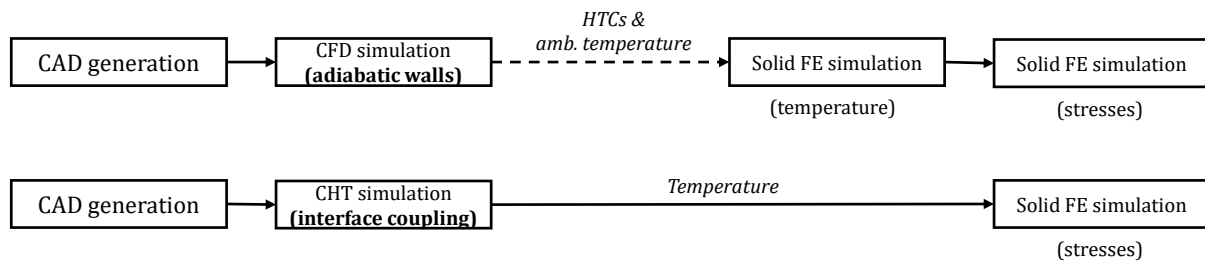 HTCs &
amb. temperature
CAD generation
CFD simulation
(adiabatic walls)
Solid FE simulation
(temperature)
Solid FE simulation
(stresses)
CAD generation
CHT simulation
(interface coupling)
Temperature
Solid FE simulation
(stresses)